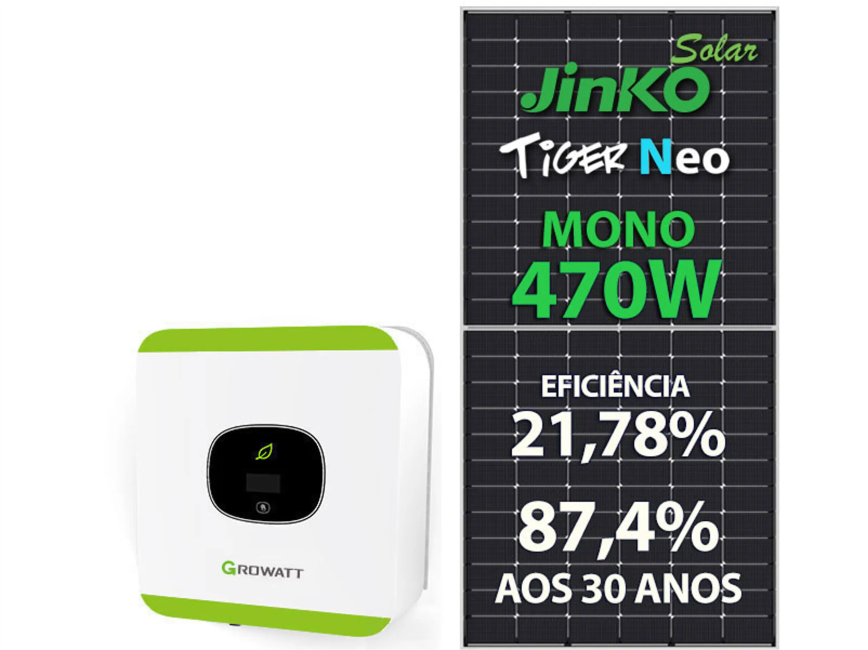 Solar
JinKO
TiGER Neo
MONO
470W
EFICIÊNCIA
21,78%
87,4%
AOS 30 ANOS
GROWATT